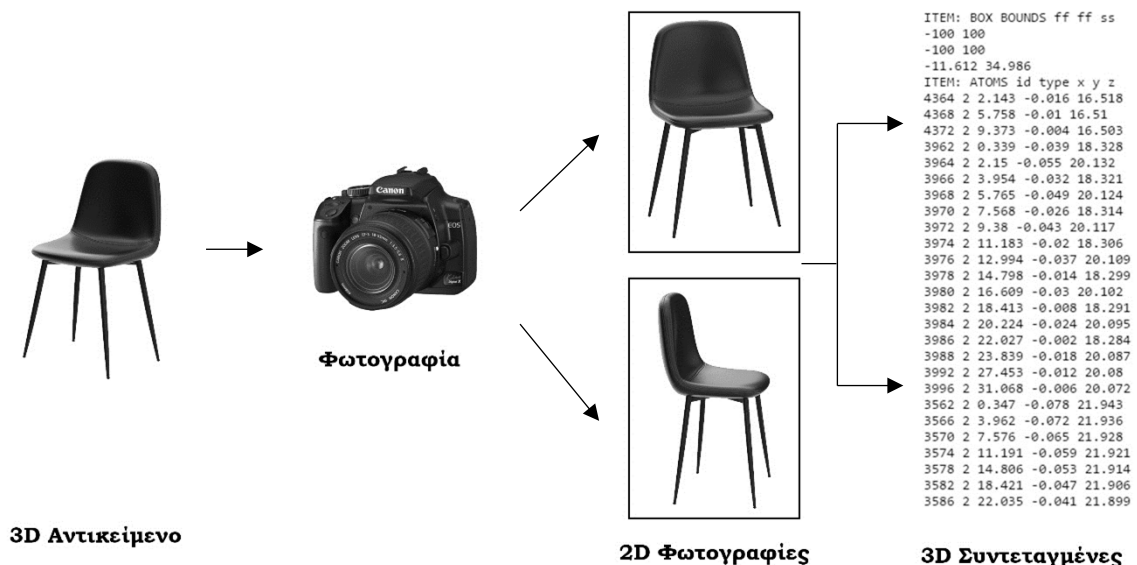 3D Αντικείμενο
Canon
EOS
Φωτογραφία
2D Φωτογραφίες
ITEM: BOX BOUNDS ff ff ss
-100 100
-100 100
-11.612 34.986
ITEM: ATOMS id type x y z
4364 2 2.143 -0.016 16.518
4368 2 5.758 -0.01 16.51
4372 2 9.373 -0.004 16.503
3962 2 0.339 -0.039 18.328
3964 2 2.15 -0.055 20.132
3966 2 3.954 -0.032 18.321
3968 2 5.765 -0.049 20.124
3970 2 7.568 -0.026 18.314
3972 2 9.38 -0.043 20.117
3974 2 11.183 -0.02 18.306
3976 2 12.994 -0.037 20.109
3978 2 14.798 -0.014 18.299
3980 2 16.609 -0.03 20.102
3982 2 18.413 -0.008 18.291
3984 2 20.224 -0.024 20.095
3986 2 22.027 -0.002 18.284
3988 2 23.839 -0.018 20.087
3992 2 27.453 -0.012 20.08
3996 2 31.068 -0.006 20.072
3562 2 0.347 -0.078 21.943
3566 2 3.962 -0.072 21.936
3570 2 7.576 -0.065 21.928
3574 2 11.191 -0.059 21.921
3578 2 14.806 -0.053 21.914
3582 2 18.421 -0.047 21.906
3586 2 22.035 -0.041 21.899
3D Συντεταγμένες